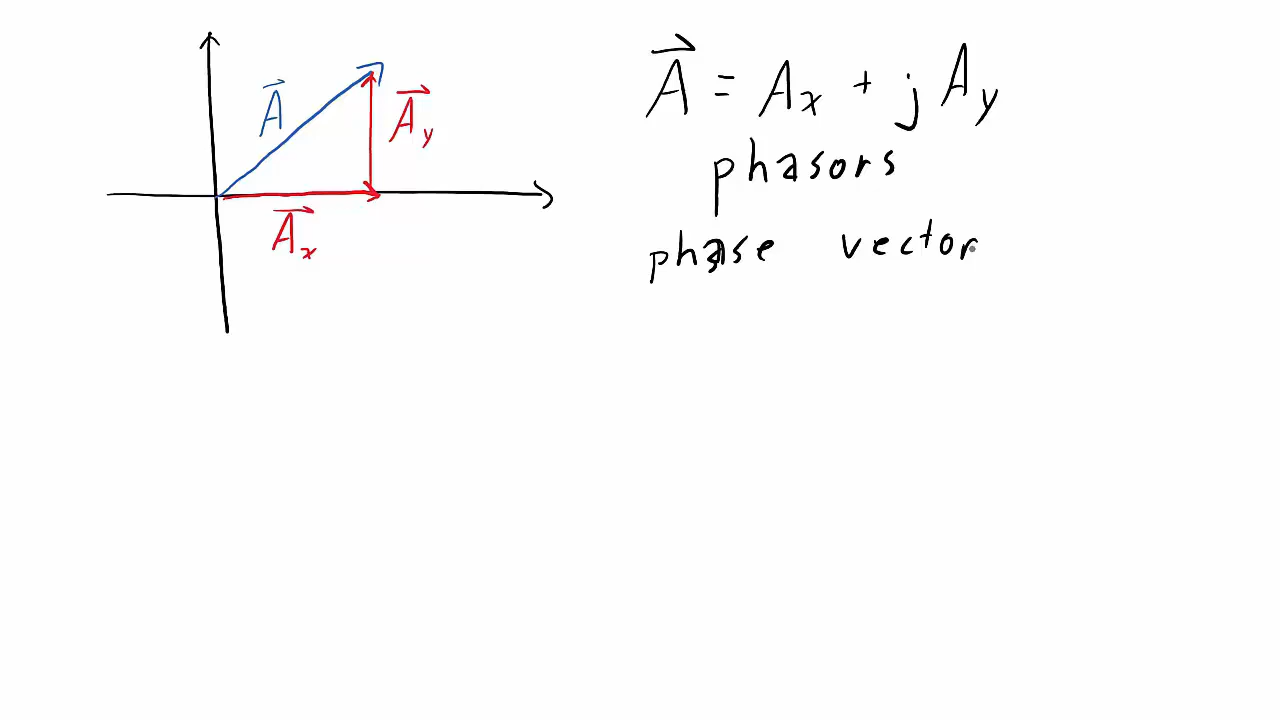 A⃗
A⃗y
A⃗x
A⃗ = Ax + j Ay
phasors
phase vector